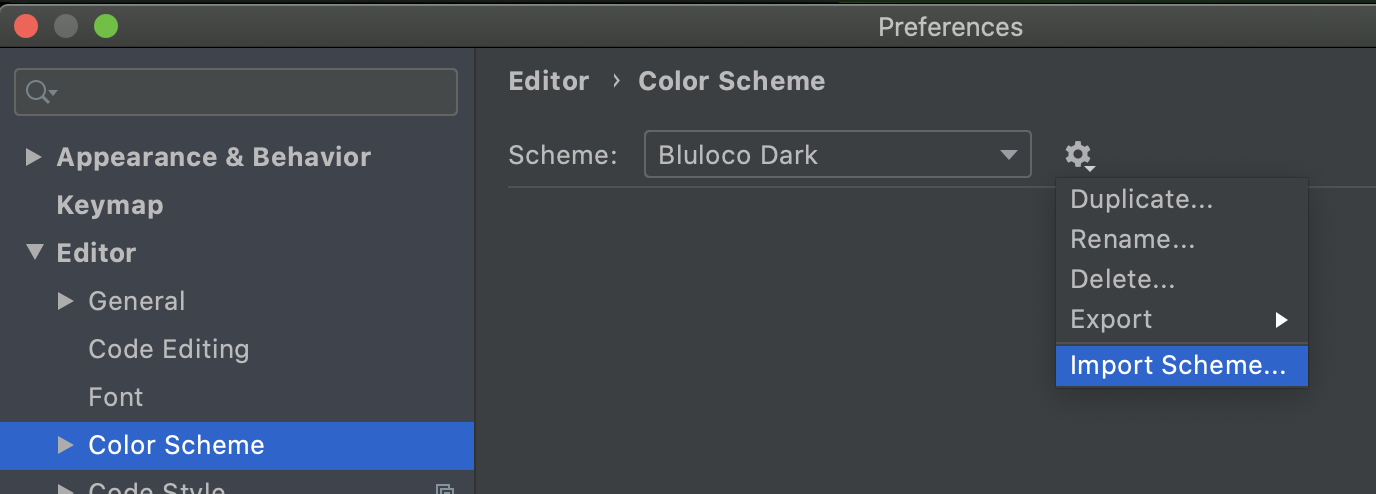 Preferences
Appearance & Behavior
Keymap
Editor
General
Code Editing
Font
Color Scheme
Code Style
Editor › Color Scheme
Scheme: Bluloco Dark
Duplicate...
Rename...
Delete...
Export
Import Scheme...